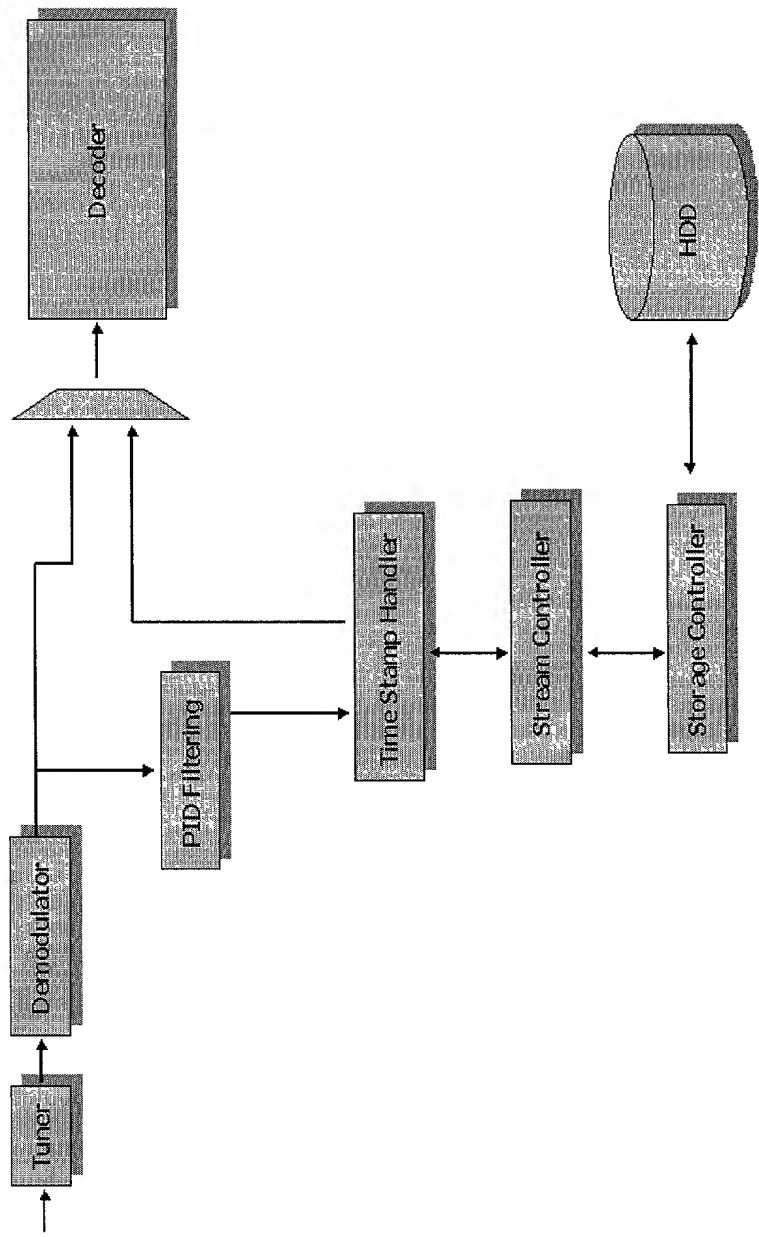 Tuner
Demodulator
Decoder
PID Filtering
Time Stamp Handler
Stream Controller
Storage Controller
HDD